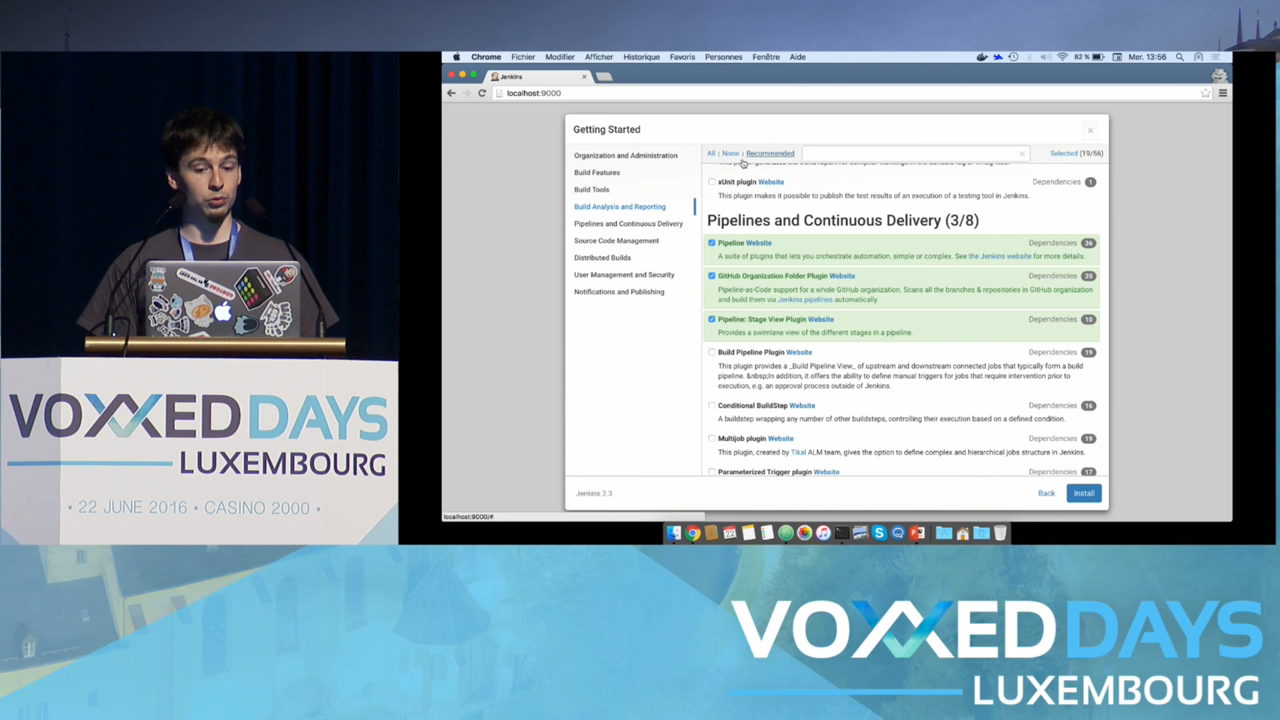 Chrome Fichier Modifier Afficher Historique Favoris Personnes Fenêtre Aide
82 % Mer. 13:56
Jenkins
localhost:9000
Getting Started
All | None | Recommended
Selected (19/56)
Organization and Administration
Build Features
Build Tools
Build Analysis and Reporting
Pipelines and Continuous Delivery
Source Code Management
Distributed Builds
User Management and Security
Notifications and Publishing
xUnit plugin Website Dependencies 1
This plugin makes it possible to publish the test results of an execution of a testing tool in Jenkins.
Pipelines and Continuous Delivery (3/8)
Pipeline Website Dependencies 36
A suite of plugins that lets you orchestrate automation, simple or complex. See the Jenkins website for more details.
GitHub Organization Folder Plugin Website Dependencies 35
Pipeline-as-Code support for a whole GitHub organization. Scans all the branches & repositories in GitHub organization
and build them via Jenkins pipelines automatically
Pipeline: Stage View Plugin Website Dependencies 10
Provides a swimlane view of the different stages in a pipeline.
Build Pipeline Plugin Website Dependencies 19
This plugin provides a _Build Pipeline View_ of upstream and downstream connected jobs that typically form a build
pipeline. &nbsp;In addition, it offers the ability to define manual triggers for jobs that require intervention prior to
execution, e.g. an approval process outside of Jenkins.
Conditional BuildStep Website Dependencies 16
A buildstep wrapping any number of other buildsteps, controlling their execution based on a defined condition.
Multijob plugin Website Dependencies 19
This plugin, created by Tikal ALM team, gives the option to define complex and hierarchical jobs structure in Jenkins.
Parameterized Trigger plugin Website Dependencies 17
Jenkins 2.3
Back Install
localhost:9000/#
VOXXED DAYS
LUXEMBOURG
• 22 JUNE 2016 • CASINO 2000 •
VOXXED DAYS
LUXEMBOURG